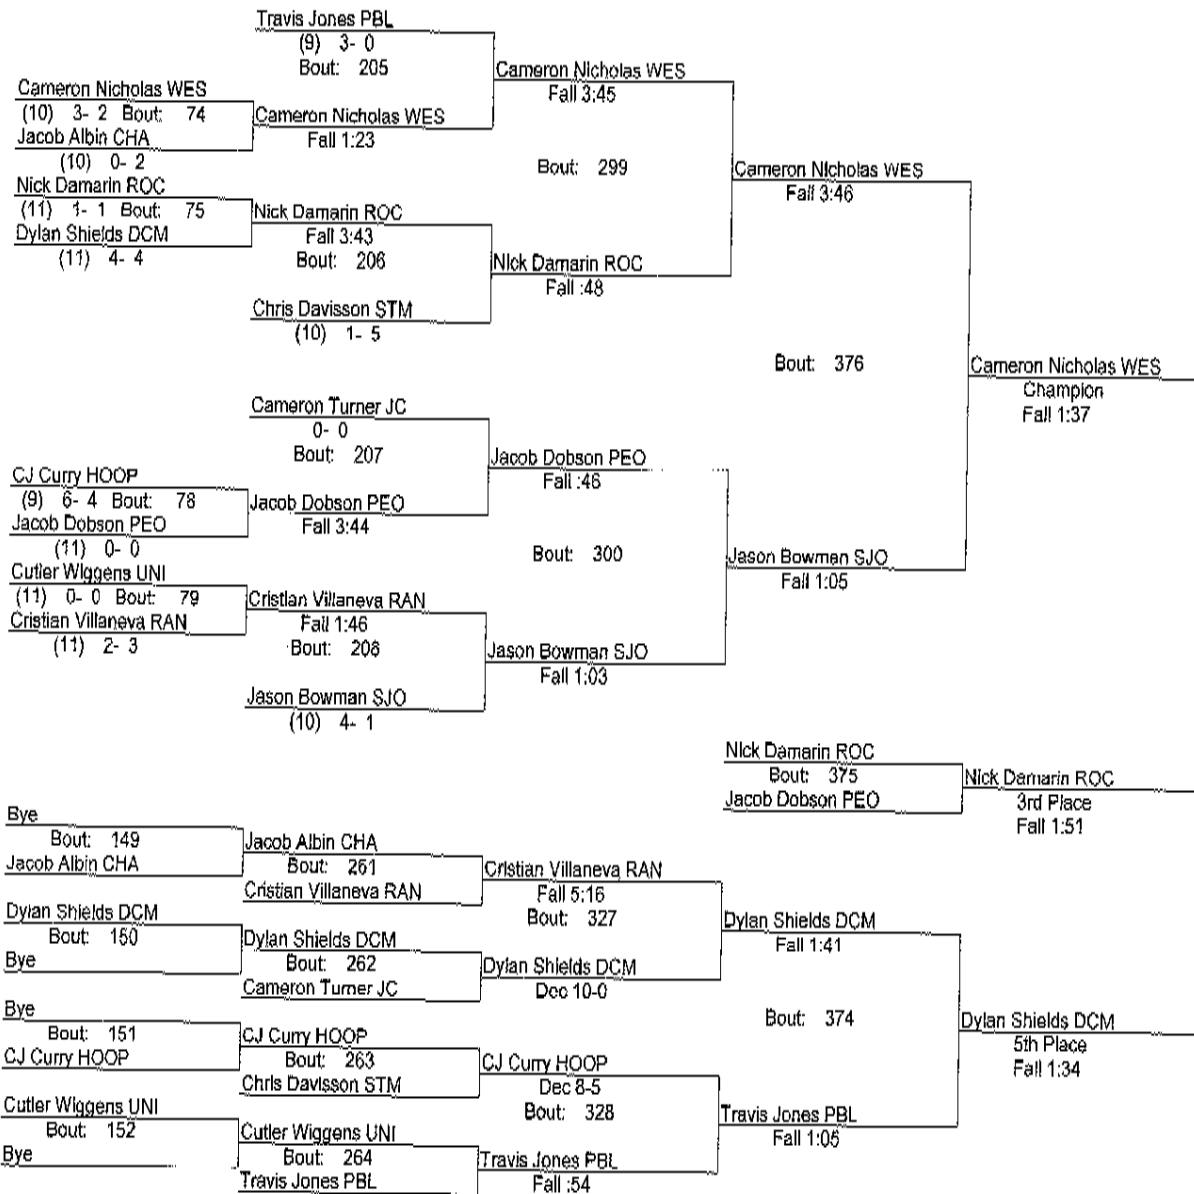 Travis Jones PBL
(9) 3- 0
Bout: 205
Cameron Nicholas WES
Fall 3:45
Cameron Nicholas WES
(10) 3- 2 Bout: 74
Cameron Nicholas WES
Fall 1:23
Jacob Albin CHA
(10) 0- 2
Bout: 299
Cameron Nicholas WES
Fall 3:46
Nick Damarin ROC
(11) 1- 1 Bout: 75
Nick Damarin ROC
Fall 3:43
Dylan Shields DCM
(11) 4- 4
Bout: 206
Nick Damarin ROC
Fall :48
Chris Davisson STM
(10) 1- 5
Bout: 376
Cameron Nicholas WES
Champion
Fall 1:37
Cameron Turner JC
0- 0
Bout: 207
Jacob Dobson PEO
Fall :46
CJ Curry HOOP
(9) 6- 4 Bout: 78
Jacob Dobson PEO
Fall 3:44
Jacob Dobson PEO
(11) 0- 0
Bout: 300
Jason Bowman SJO
Fall 1:05
Cutler Wiggens UNI
(11) 0- 0 Bout: 79
Cristian Villaneva RAN
Fall 1:46
Cristian Villaneva RAN
(11) 2- 3
Bout: 208
Jason Bowman SJO
Fall 1:03
Jason Bowman SJO
(10) 4- 1
Nick Damarin ROC
Bout: 375
Nick Damarin ROC
3rd Place
Fall 1:51
Jacob Dobson PEO
Bye
Bout: 149
Jacob Albin CHA
Jacob Albin CHA
Bout: 261
Cristian Villaneva RAN
Cristian Villaneva RAN
Fall 5:16
Bout: 327
Dylan Shields DCM
Fall 1:41
Dylan Shields DCM
Bout: 150
Bye
Dylan Shields DCM
Bout: 262
Cameron Turner JC
Dylan Shields DCM
Dec 10-0
Bout: 374
Dylan Shields DCM
5th Place
Fall 1:34
Bye
Bout: 151
CJ Curry HOOP
CJ Curry HOOP
Bout: 263
Chris Davisson STM
CJ Curry HOOP
Dec 8-5
Bout: 328
Travis Jones PBL
Fall 1:05
Cutler Wiggens UNI
Bout: 152
Bye
Cutler Wiggens UNI
Bout: 264
Travis Jones PBL
Travis Jones PBL
Fall :54